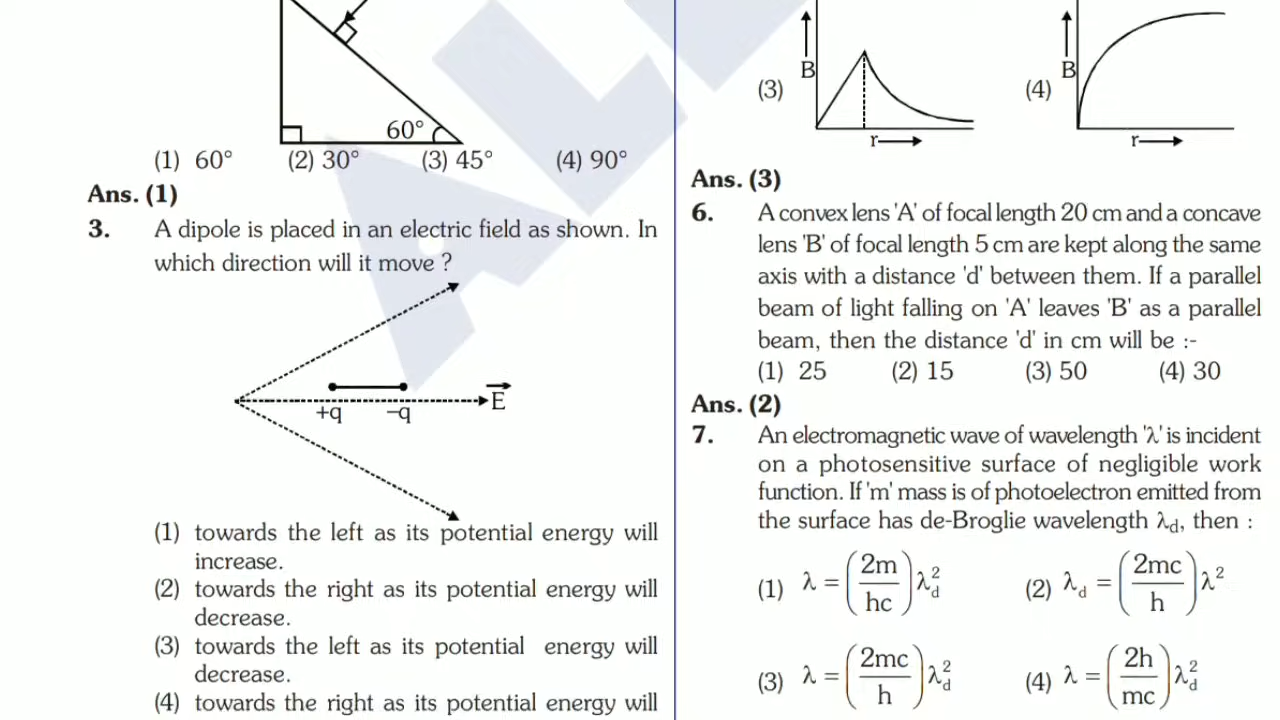 60°
(1) 60° (2) 30° (3) 45° (4) 90°
Ans. (1)
3. A dipole is placed in an electric field as shown. In
which direction will it move ?
E
+q –q
(1) towards the left as its potential energy will
increase.
(2) towards the right as its potential energy will
decrease.
(3) towards the left as its potential energy will
decrease.
(4) towards the right as its potential energy will
(3) B r (4) B r
Ans. (3)
6. A convex lens 'A' of focal length 20 cm and a concave
lens 'B' of focal length 5 cm are kept along the same
axis with a distance 'd' between them. If a parallel
beam of light falling on 'A' leaves 'B' as a parallel
beam, then the distance 'd' in cm will be :-
(1) 25 (2) 15 (3) 50 (4) 30
Ans. (2)
7. An electromagnetic wave of wavelength 'λ' is incident
on a photosensitive surface of negligible work
function. If 'm' mass is of photoelectron emitted from
the surface has de-Broglie wavelength λd, then :
(1) λ = (2m/hc) λd² (2) λd = (2mc/h) λ²
(3) λ = (2mc/h) λd² (4) λ = (2h/mc) λd²